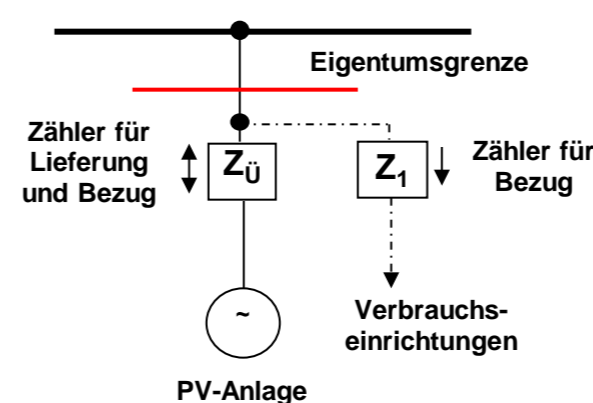 Eigentumsgrenze
Zähler für
Lieferung
und Bezug
ZÜ
Z1
Zähler für
Bezug
~
Verbrauchs-
einrichtungen
PV-Anlage